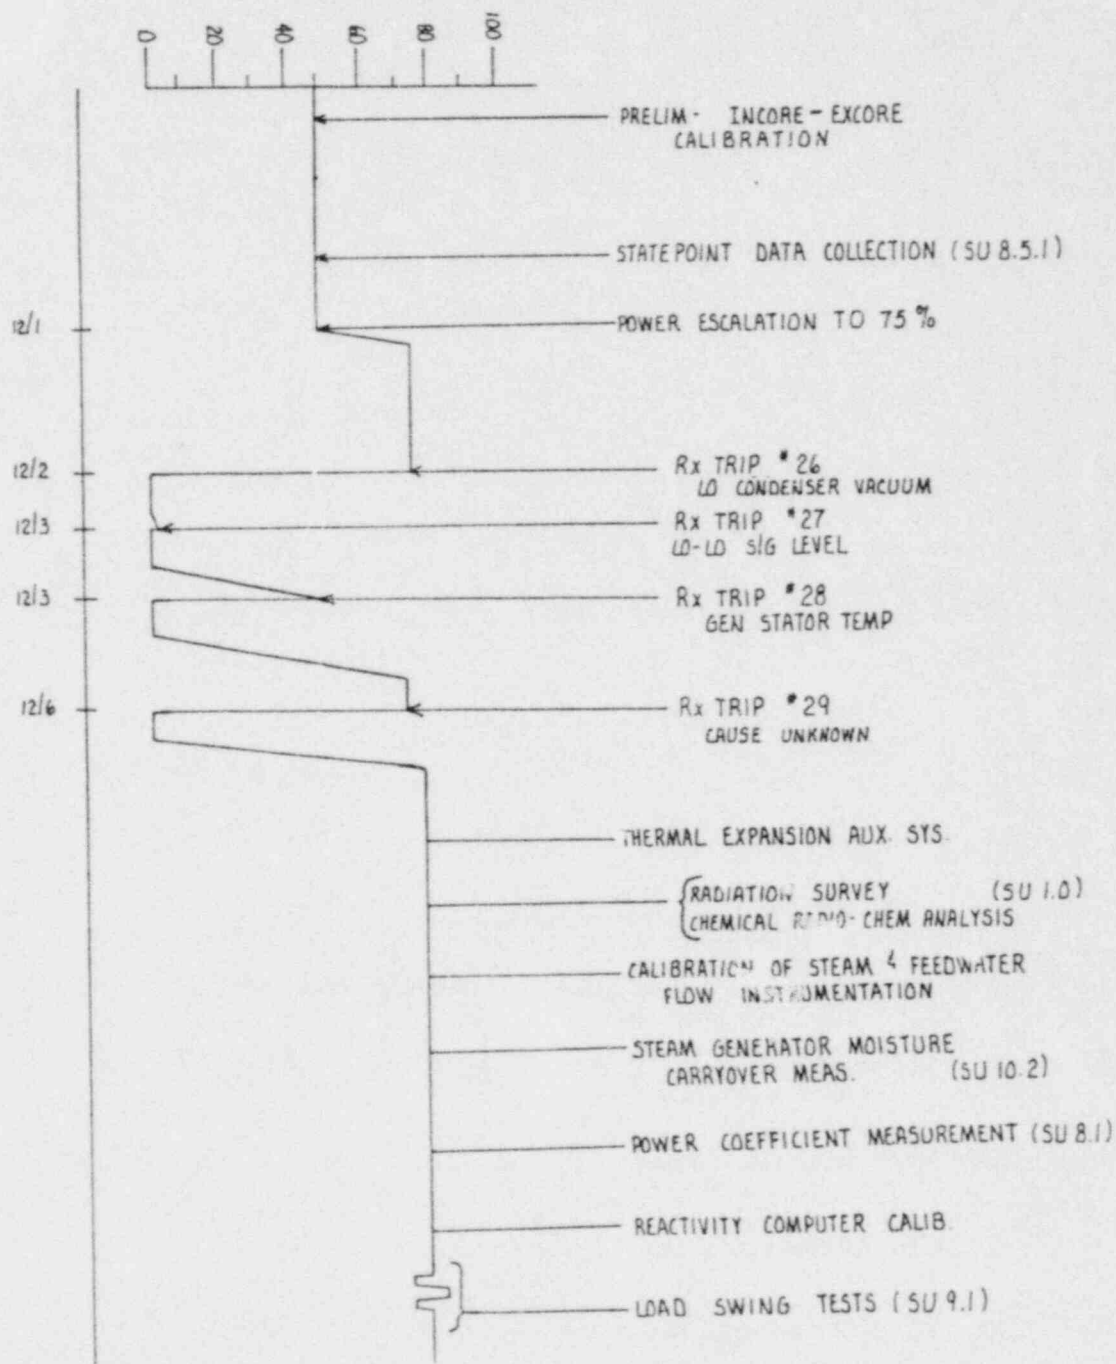 0 20 40 60 80 100
PRELIM- INCORE-EXCORE
CALIBRATION
STATEPOINT DATA COLLECTION (SU 8.5.1)
12/1
POWER ESCALATION TO 75%
12/2
Rx TRIP #26
LO CONDENSER VACUUM
12/3
Rx TRIP #27
LO-LO S/G LEVEL
12/3
Rx TRIP #28
GEN STATOR TEMP
12/6
Rx TRIP #29
CAUSE UNKNOWN
THERMAL EXPANSION AUX. SYS.
RADIATION SURVEY (SU 1.0)
CHEMICAL RADIO-CHEM ANALYSIS
CALIBRATION OF STEAM & FEEDWATER
FLOW INSTRUMENTATION
STEAM GENERATOR MOISTURE
CARRYOVER MEAS. (SU 10.2)
POWER COEFFICIENT MEASUREMENT (SU 8.1)
REACTIVITY COMPUTER CALIB.
LOAD SWING TESTS (SU 9.1)